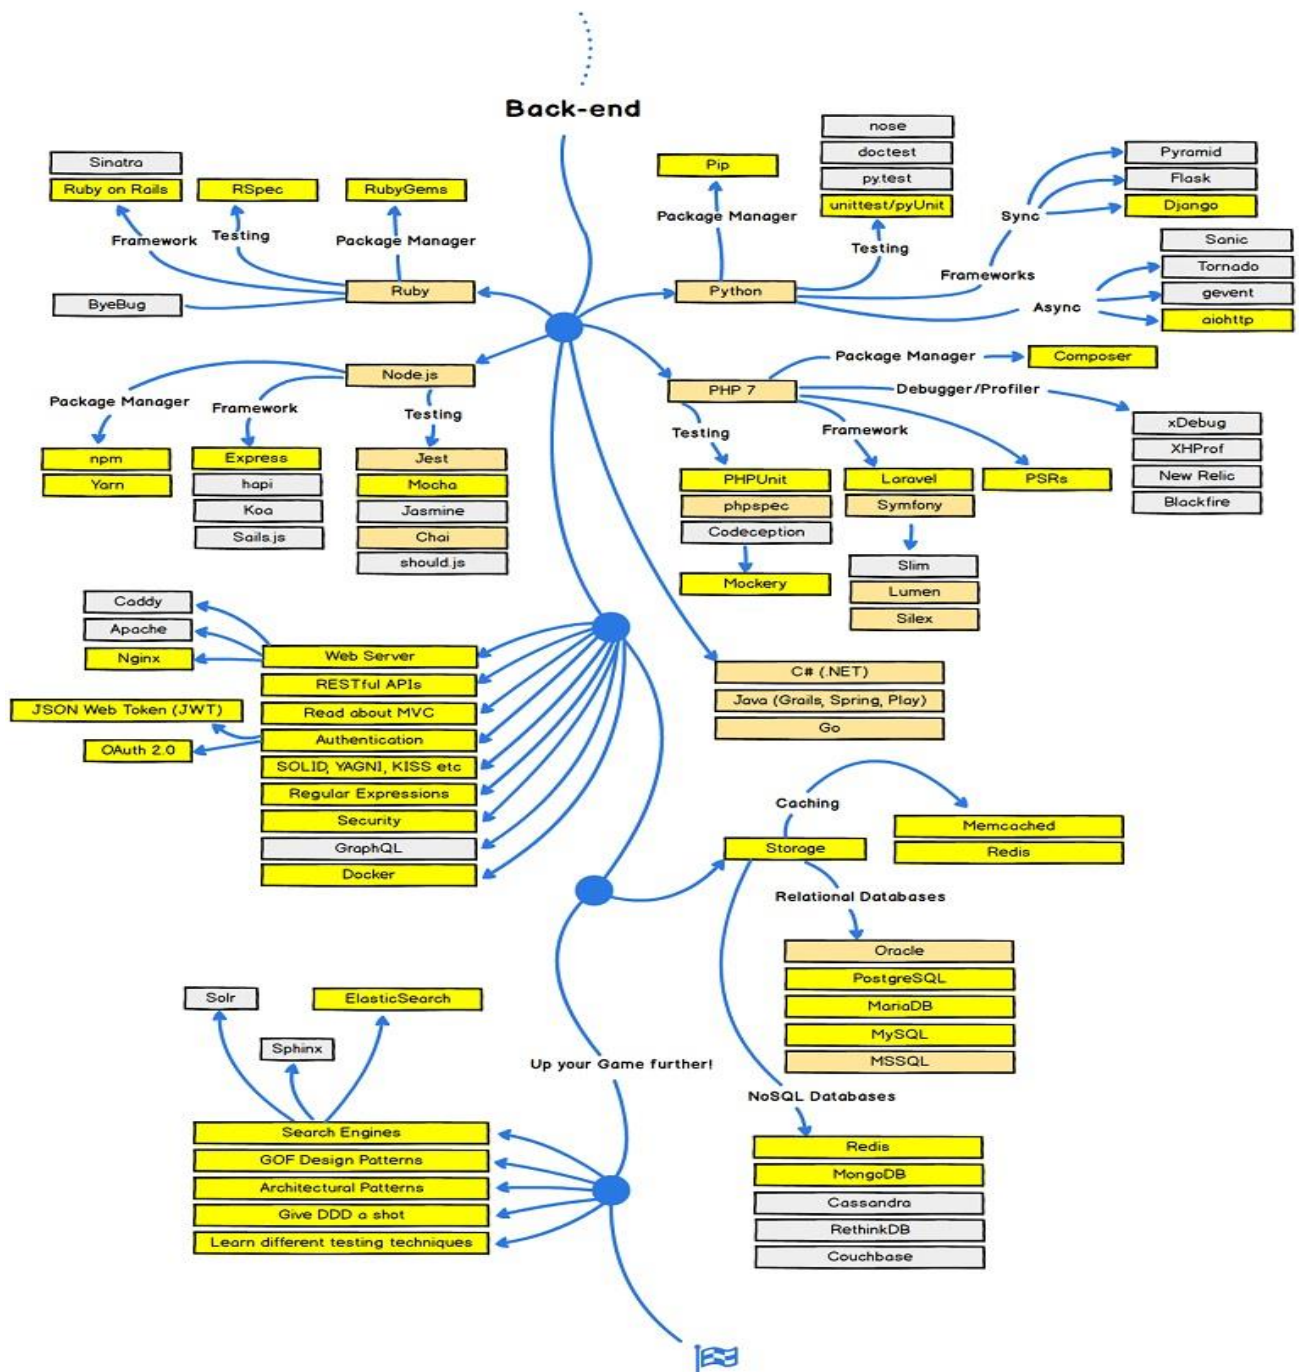 Back-end
Sinatra
Ruby on Rails
RSpec
RubyGems
Framework
Testing
Package Manager
Ruby
ByeBug
Pip
Package Manager
nose
doctest
py.test
unittest/pyUnit
Testing
Pyramid
Flask
Django
Sync
Frameworks
Sanic
Tornado
gevent
aiohttp
Async
Python
Node.js
Package Manager
Framework
Testing
npm
Yarn
Express
hapi
Koa
Sails.js
Jest
Mocha
Jasmine
Chai
should.js
PHP 7
Package Manager
Composer
Debugger/Profiler
xDebug
XHProf
New Relic
Blackfire
Testing
Framework
PHPUnit
phpspec
Codeception
Mockery
Laravel
Symfony
Slim
Lumen
Silex
PSRs
C# (.NET)
Java (Grails, Spring, Play)
Go
Caddy
Apache
Nginx
Web Server
RESTful APIs
Read about MVC
JSON Web Token (JWT)
OAuth 2.0
Authentication
SOLID, YAGNI, KISS etc
Regular Expressions
Security
GraphQL
Docker
Caching
Storage
Memcached
Redis
Relational Databases
Oracle
PostgreSQL
MariaDB
MySQL
MSSQL
NoSQL Databases
Redis
MongoDB
Cassandra
RethinkDB
Couchbase
Up your Game further!
Solr
ElasticSearch
Sphinx
Search Engines
GOF Design Patterns
Architectural Patterns
Give DDD a shot
Learn different testing techniques